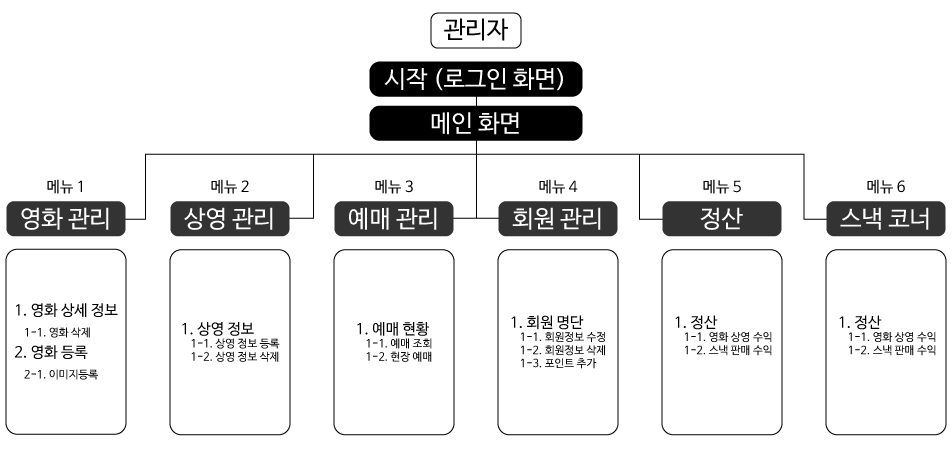 관리자
시작 (로그인 화면)
메인 화면
메뉴 1
영화 관리
1. 영화 상세 정보
1-1. 영화 삭제
2. 영화 등록
2-1. 이미지등록
메뉴 2
상영 관리
1. 상영 정보
1-1. 상영 정보 등록
1-2. 상영 정보 삭제
메뉴 3
예매 관리
1. 예매 현황
1-1. 예매 조회
1-2. 현장 예매
메뉴 4
회원 관리
1. 회원 명단
1-1. 회원정보 수정
1-2. 회원정보 삭제
1-3. 포인트 추가
메뉴 5
정산
1. 정산
1-1. 영화 상영 수익
1-2. 스낵 판매 수익
메뉴 6
스낵 코너
1. 정산
1-1. 영화 상영 수익
1-2. 스낵 판매 수익